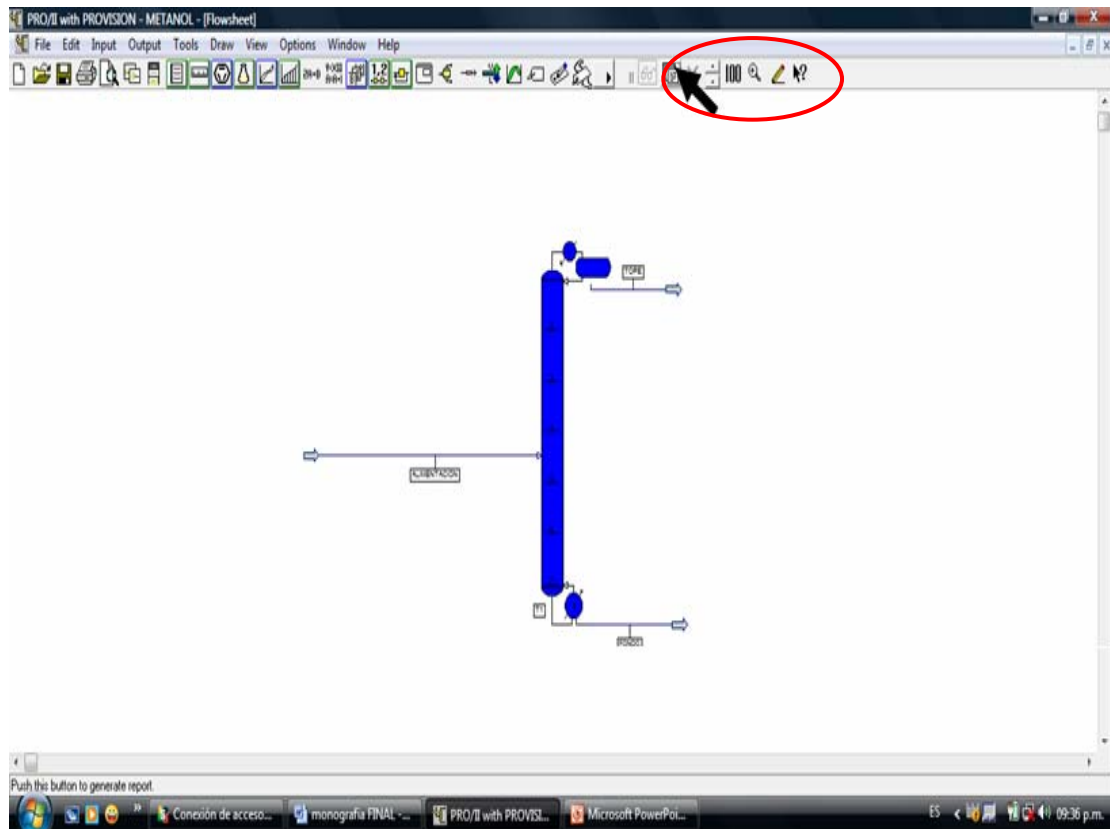 PRO/II with PROVISION - METANOL - [Flowsheet]
File Edit Input Output Tools Draw View Options Window Help
TOPE
ALIMENTACION
T1
Push this button to generate report.
Conexión de acceso... monografia FINAL -... PRO/II with PROVISI... Microsoft PowerPoi... ES 09:36 p.m.